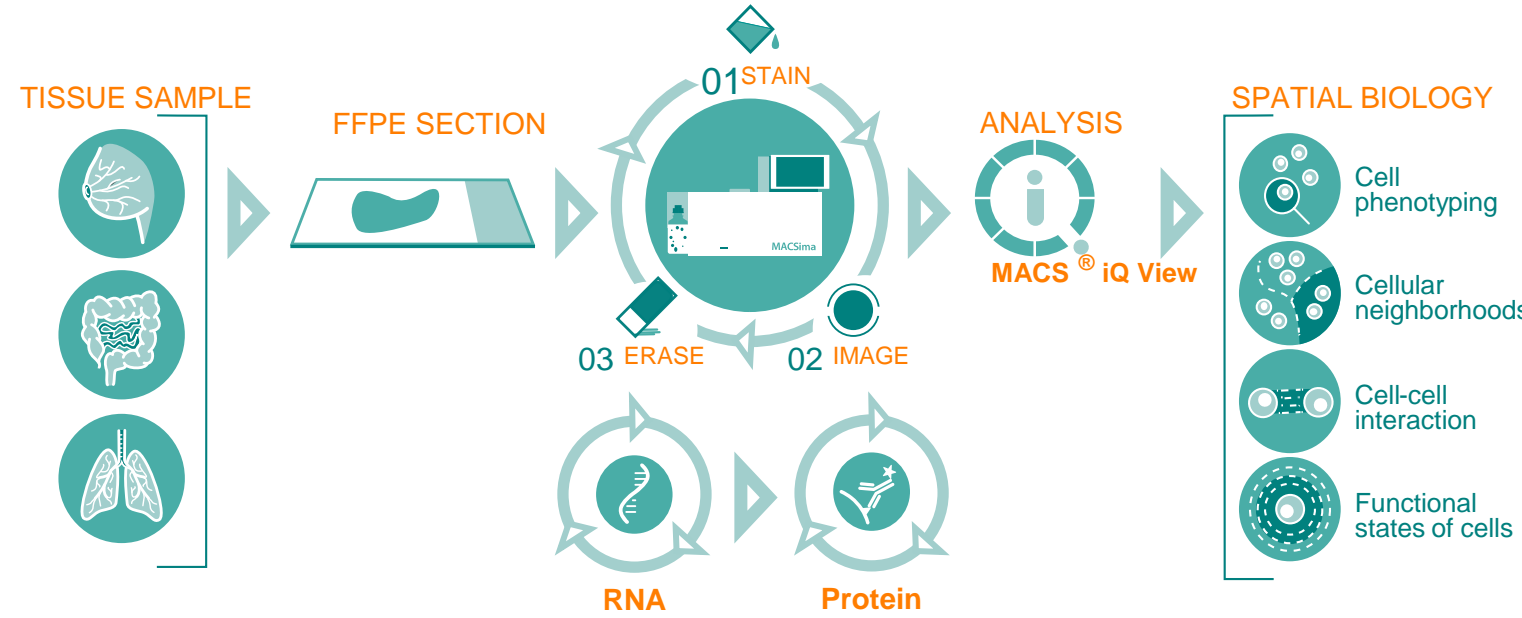 TISSUE SAMPLE
FFPE SECTION
01 STAIN
MACSima
02 IMAGE
03 ERASE
RNA
Protein
ANALYSIS
MACS ® iQ View
SPATIAL BIOLOGY
Cell
phenotyping
Cellular
neighborhoods
Cell-cell
interaction
Functional
states of cells